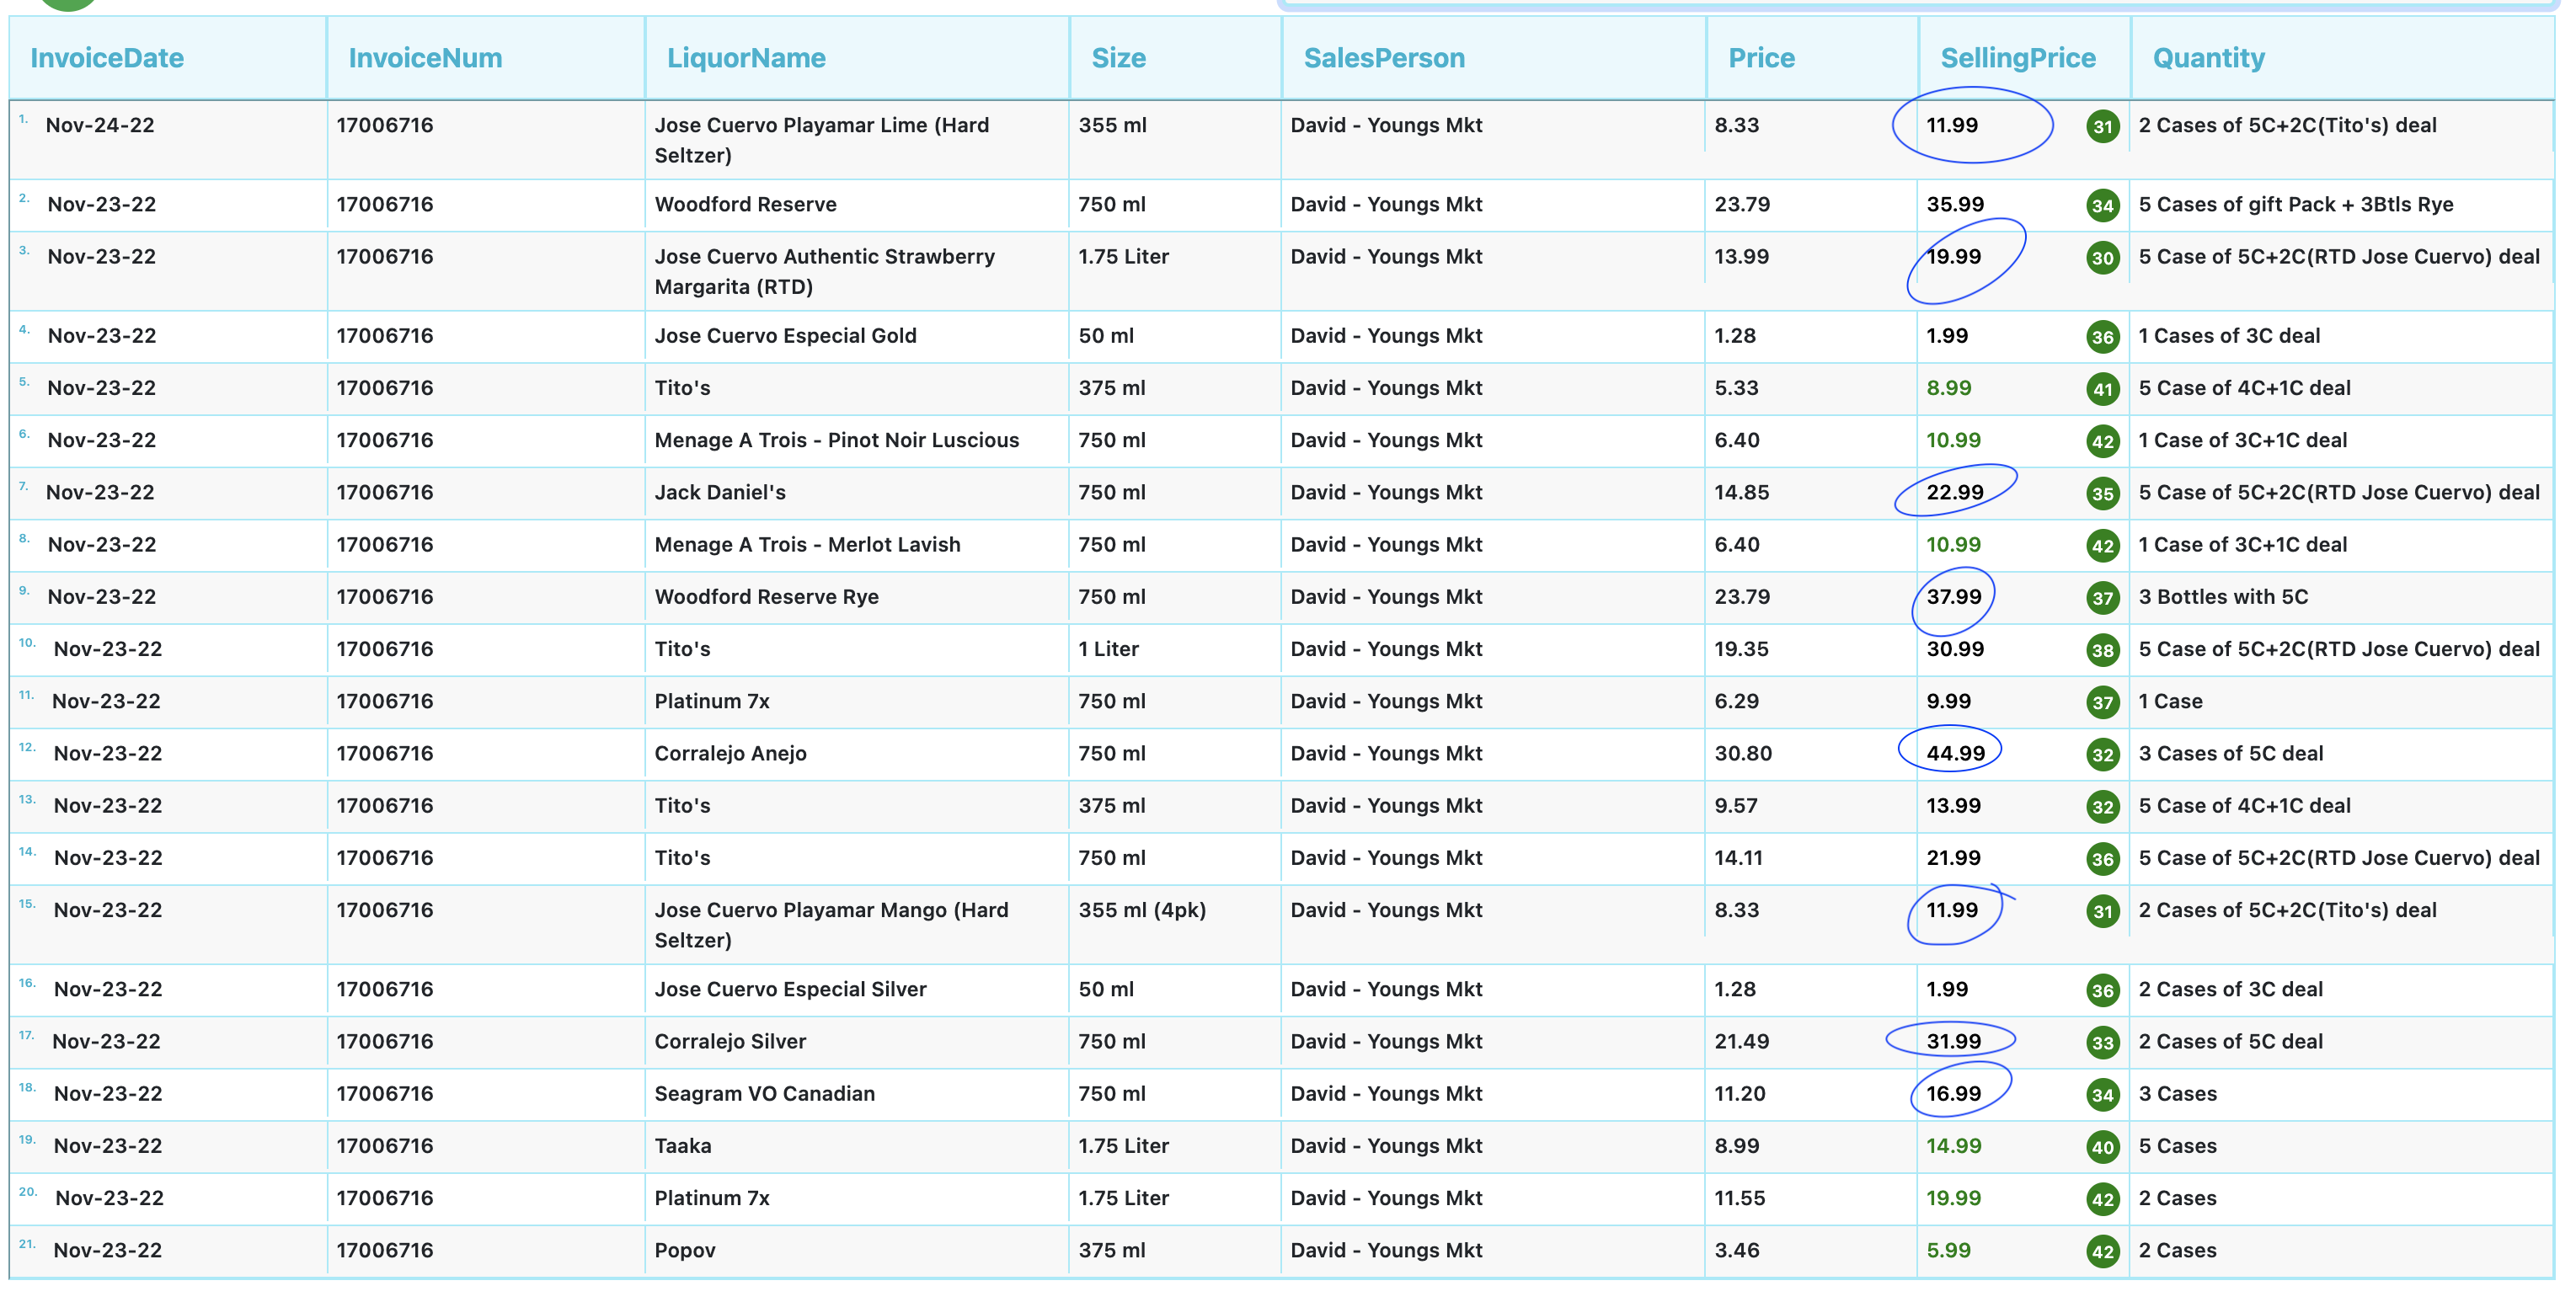 InvoiceDate InvoiceNum LiquorName Size SalesPerson Price SellingPrice Quantity
1. Nov-24-22 17006716 Jose Cuervo Playamar Lime (Hard 355 ml David - Youngs Mkt 8.33 11.99 31 2 Cases of 5C+2C(Tito's) deal
Seltzer)
2. Nov-23-22 17006716 Woodford Reserve 750 ml David - Youngs Mkt 23.79 35.99 34 5 Cases of gift Pack + 3Btls Rye
3. Nov-23-22 17006716 Jose Cuervo Authentic Strawberry 1.75 Liter David - Youngs Mkt 13.99 19.99 30 5 Case of 5C+2C(RTD Jose Cuervo) deal
Margarita (RTD)
4. Nov-23-22 17006716 Jose Cuervo Especial Gold 50 ml David - Youngs Mkt 1.28 1.99 36 1 Cases of 3C deal
5. Nov-23-22 17006716 Tito's 375 ml David - Youngs Mkt 5.33 8.99 41 5 Case of 4C+1C deal
6. Nov-23-22 17006716 Menage A Trois - Pinot Noir Luscious 750 ml David - Youngs Mkt 6.40 10.99 42 1 Case of 3C+1C deal
7. Nov-23-22 17006716 Jack Daniel's 750 ml David - Youngs Mkt 14.85 22.99 35 5 Case of 5C+2C(RTD Jose Cuervo) deal
8. Nov-23-22 17006716 Menage A Trois - Merlot Lavish 750 ml David - Youngs Mkt 6.40 10.99 42 1 Case of 3C+1C deal
9. Nov-23-22 17006716 Woodford Reserve Rye 750 ml David - Youngs Mkt 23.79 37.99 37 3 Bottles with 5C
10. Nov-23-22 17006716 Tito's 1 Liter David - Youngs Mkt 19.35 30.99 38 5 Case of 5C+2C(RTD Jose Cuervo) deal
11. Nov-23-22 17006716 Platinum 7x 750 ml David - Youngs Mkt 6.29 9.99 37 1 Case
12. Nov-23-22 17006716 Corralejo Anejo 750 ml David - Youngs Mkt 30.80 44.99 32 3 Cases of 5C deal
13. Nov-23-22 17006716 Tito's 375 ml David - Youngs Mkt 9.57 13.99 32 5 Case of 4C+1C deal
14. Nov-23-22 17006716 Tito's 750 ml David - Youngs Mkt 14.11 21.99 36 5 Case of 5C+2C(RTD Jose Cuervo) deal
15. Nov-23-22 17006716 Jose Cuervo Playamar Mango (Hard 355 ml (4pk) David - Youngs Mkt 8.33 11.99 31 2 Cases of 5C+2C(Tito's) deal
Seltzer)
16. Nov-23-22 17006716 Jose Cuervo Especial Silver 50 ml David - Youngs Mkt 1.28 1.99 36 2 Cases of 3C deal
17. Nov-23-22 17006716 Corralejo Silver 750 ml David - Youngs Mkt 21.49 31.99 33 2 Cases of 5C deal
18. Nov-23-22 17006716 Seagram VO Canadian 750 ml David - Youngs Mkt 11.20 16.99 34 3 Cases
19. Nov-23-22 17006716 Taaka 1.75 Liter David - Youngs Mkt 8.99 14.99 40 5 Cases
20. Nov-23-22 17006716 Platinum 7x 1.75 Liter David - Youngs Mkt 11.55 19.99 42 2 Cases
21. Nov-23-22 17006716 Popov 375 ml David - Youngs Mkt 3.46 5.99 42 2 Cases